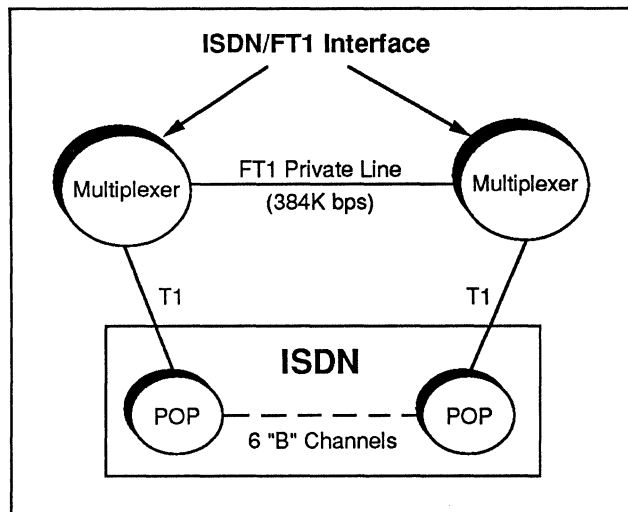 ISDN/FT1 Interface
Multiplexer
FT1 Private Line
(384K bps)
Multiplexer
T1
T1
ISDN
POP
POP
6 "B" Channels